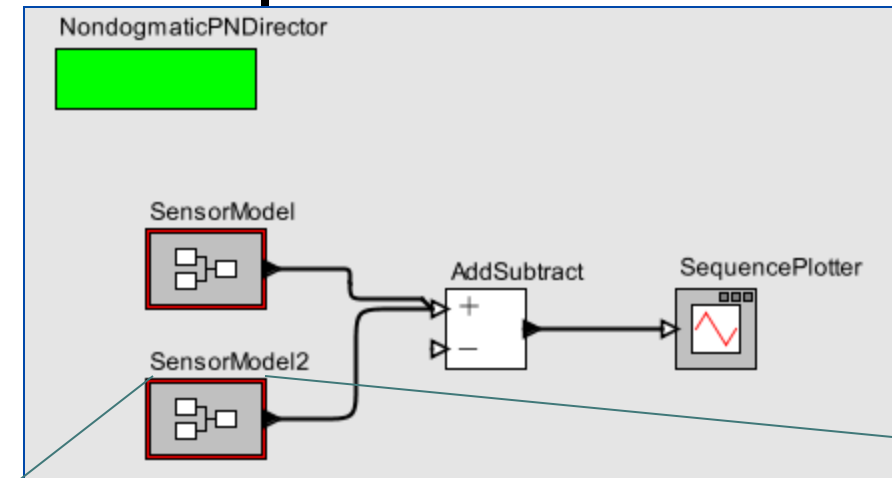 NondogmaticPNDirector
SensorModel
AddSubtract
SequencePlotter
+
−
SensorModel2